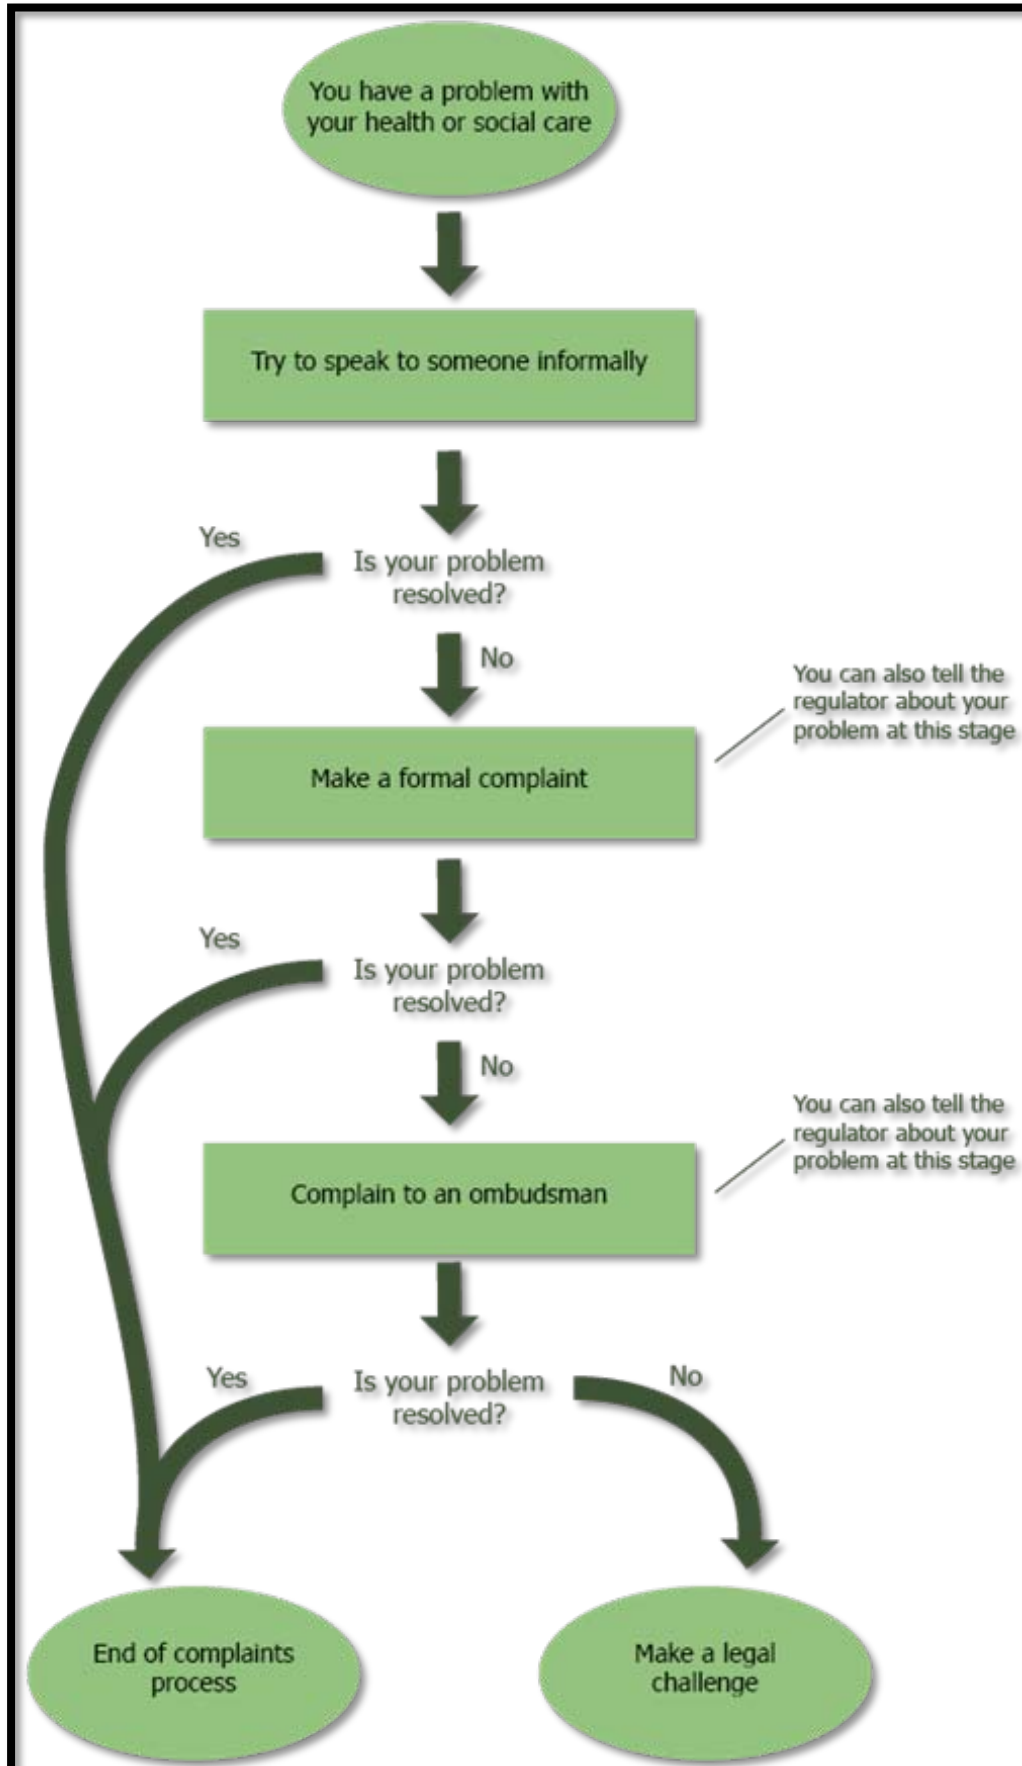 You have a problem with
your health or social care
Try to speak to someone informally
Yes
Is your problem
resolved?
No
You can also tell the
regulator about your
problem at this stage
Make a formal complaint
Yes
Is your problem
resolved?
No
You can also tell the
regulator about your
problem at this stage
Complain to an ombudsman
Yes
Is your problem
resolved?
No
End of complaints
process
Make a legal
challenge